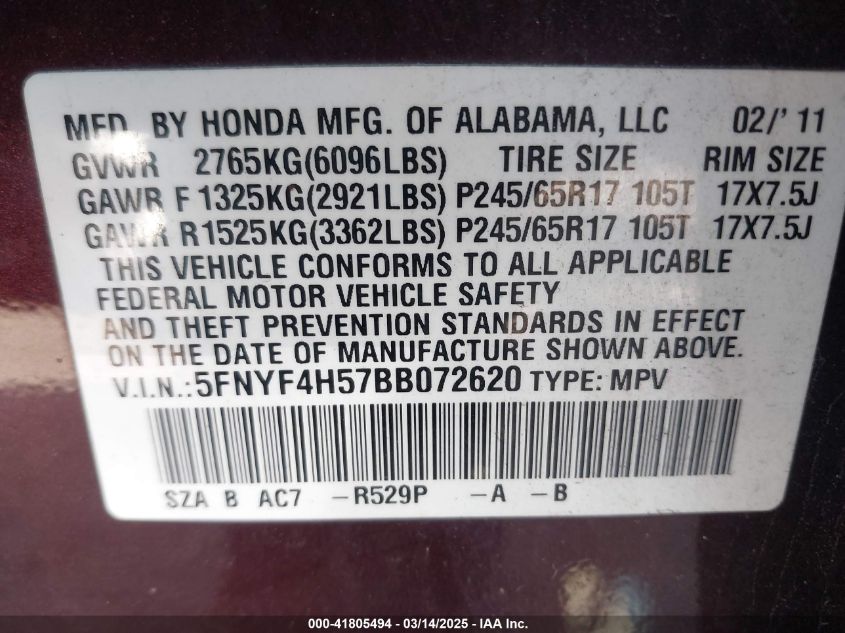 MFD. BY HONDA MFG. OF ALABAMA, LLC 02/'11
GVWR 2765KG(6096LBS) TIRE SIZE RIM SIZE
GAWR F 1325KG(2921LBS) P245/65R17 105T 17X7.5J
GAWR R1525KG(3362LBS) P245/65R17 105T 17X7.5J
THIS VEHICLE CONFORMS TO ALL APPLICABLE
FEDERAL MOTOR VEHICLE SAFETY
AND THEFT PREVENTION STANDARDS IN EFFECT
ON THE DATE OF MANUFACTURE SHOWN ABOVE.
V.I.N.:5FNYF4H57BB072620 TYPE: MPV
SZA B AC7 -R529P -A -B
000-41805494 - 03/14/2025 - IAA Inc.